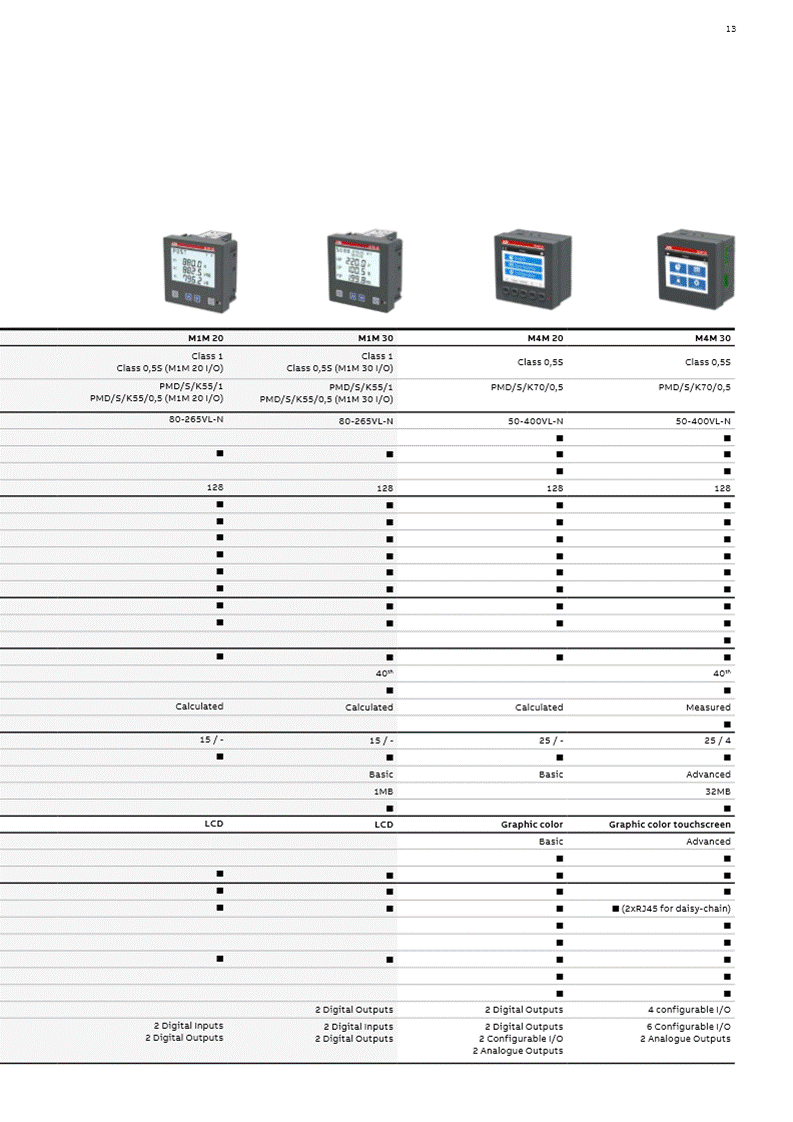 13
M1M 20 M1M 30 M4M 20 M4M 30
Class 1 Class 1
Class 0,5S (M1M 20 I/O) Class 0,5S (M1M 30 I/O) Class 0,5S Class 0,5S
PMD/S/K55/1 PMD/S/K55/1 PMD/S/K70/0,5 PMD/S/K70/0,5
PMD/S/K55/0,5 (M1M 20 I/O) PMD/S/K55/0,5 (M1M 30 I/O)
80-265VL-N 80-265VL-N 50-400VL-N 50-400VL-N
■ ■
■ ■ ■ ■
■ ■
128 128 128 128
■ ■ ■ ■
■ ■ ■ ■
■ ■ ■ ■
■ ■ ■ ■
■ ■ ■ ■
■ ■ ■ ■
■ ■ ■ ■
■ ■ ■ ■
■
■ ■ ■ ■
40th 40th
■ ■
Calculated Calculated Calculated Measured
■
15 / - 15 / - 25 / - 25 / 4
■ ■ ■ ■
Basic Basic Advanced
1MB 32MB
■ ■
LCD LCD Graphic color Graphic color touchscreen
Basic Advanced
■ ■
■ ■ ■ ■
■ ■ ■ ■
■ ■ ■ ■ (2xRJ45 for daisy-chain)
■ ■
■ ■
■ ■ ■ ■
■ ■
■ ■
2 Digital Outputs 2 Digital Outputs 4 configurable I/O
2 Digital Inputs 2 Digital Inputs 2 Digital Outputs 6 Configurable I/O
2 Digital Outputs 2 Digital Outputs 2 Configurable I/O 2 Analogue Outputs
2 Analogue Outputs